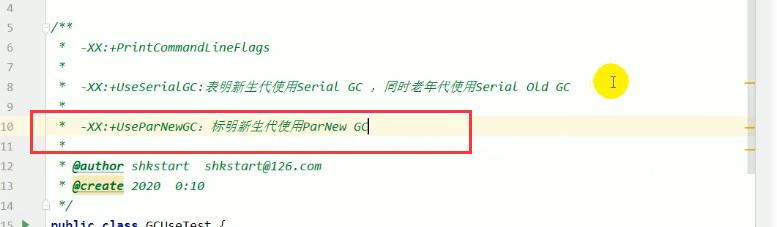 4
5 /**
6 * -XX:+PrintCommandLineFlags
7 *
8 * -XX:+UseSerialGC:表明新生代使用Serial GC ，同时老年代使用Serial Old GC
9 *
10 * -XX:+UseParNewGC：标明新生代使用ParNew GC
11 *
12 * @author shkstart shkstart@126.com
13 * @create 2020 0:10
14 */
15 public class GCUseTest {